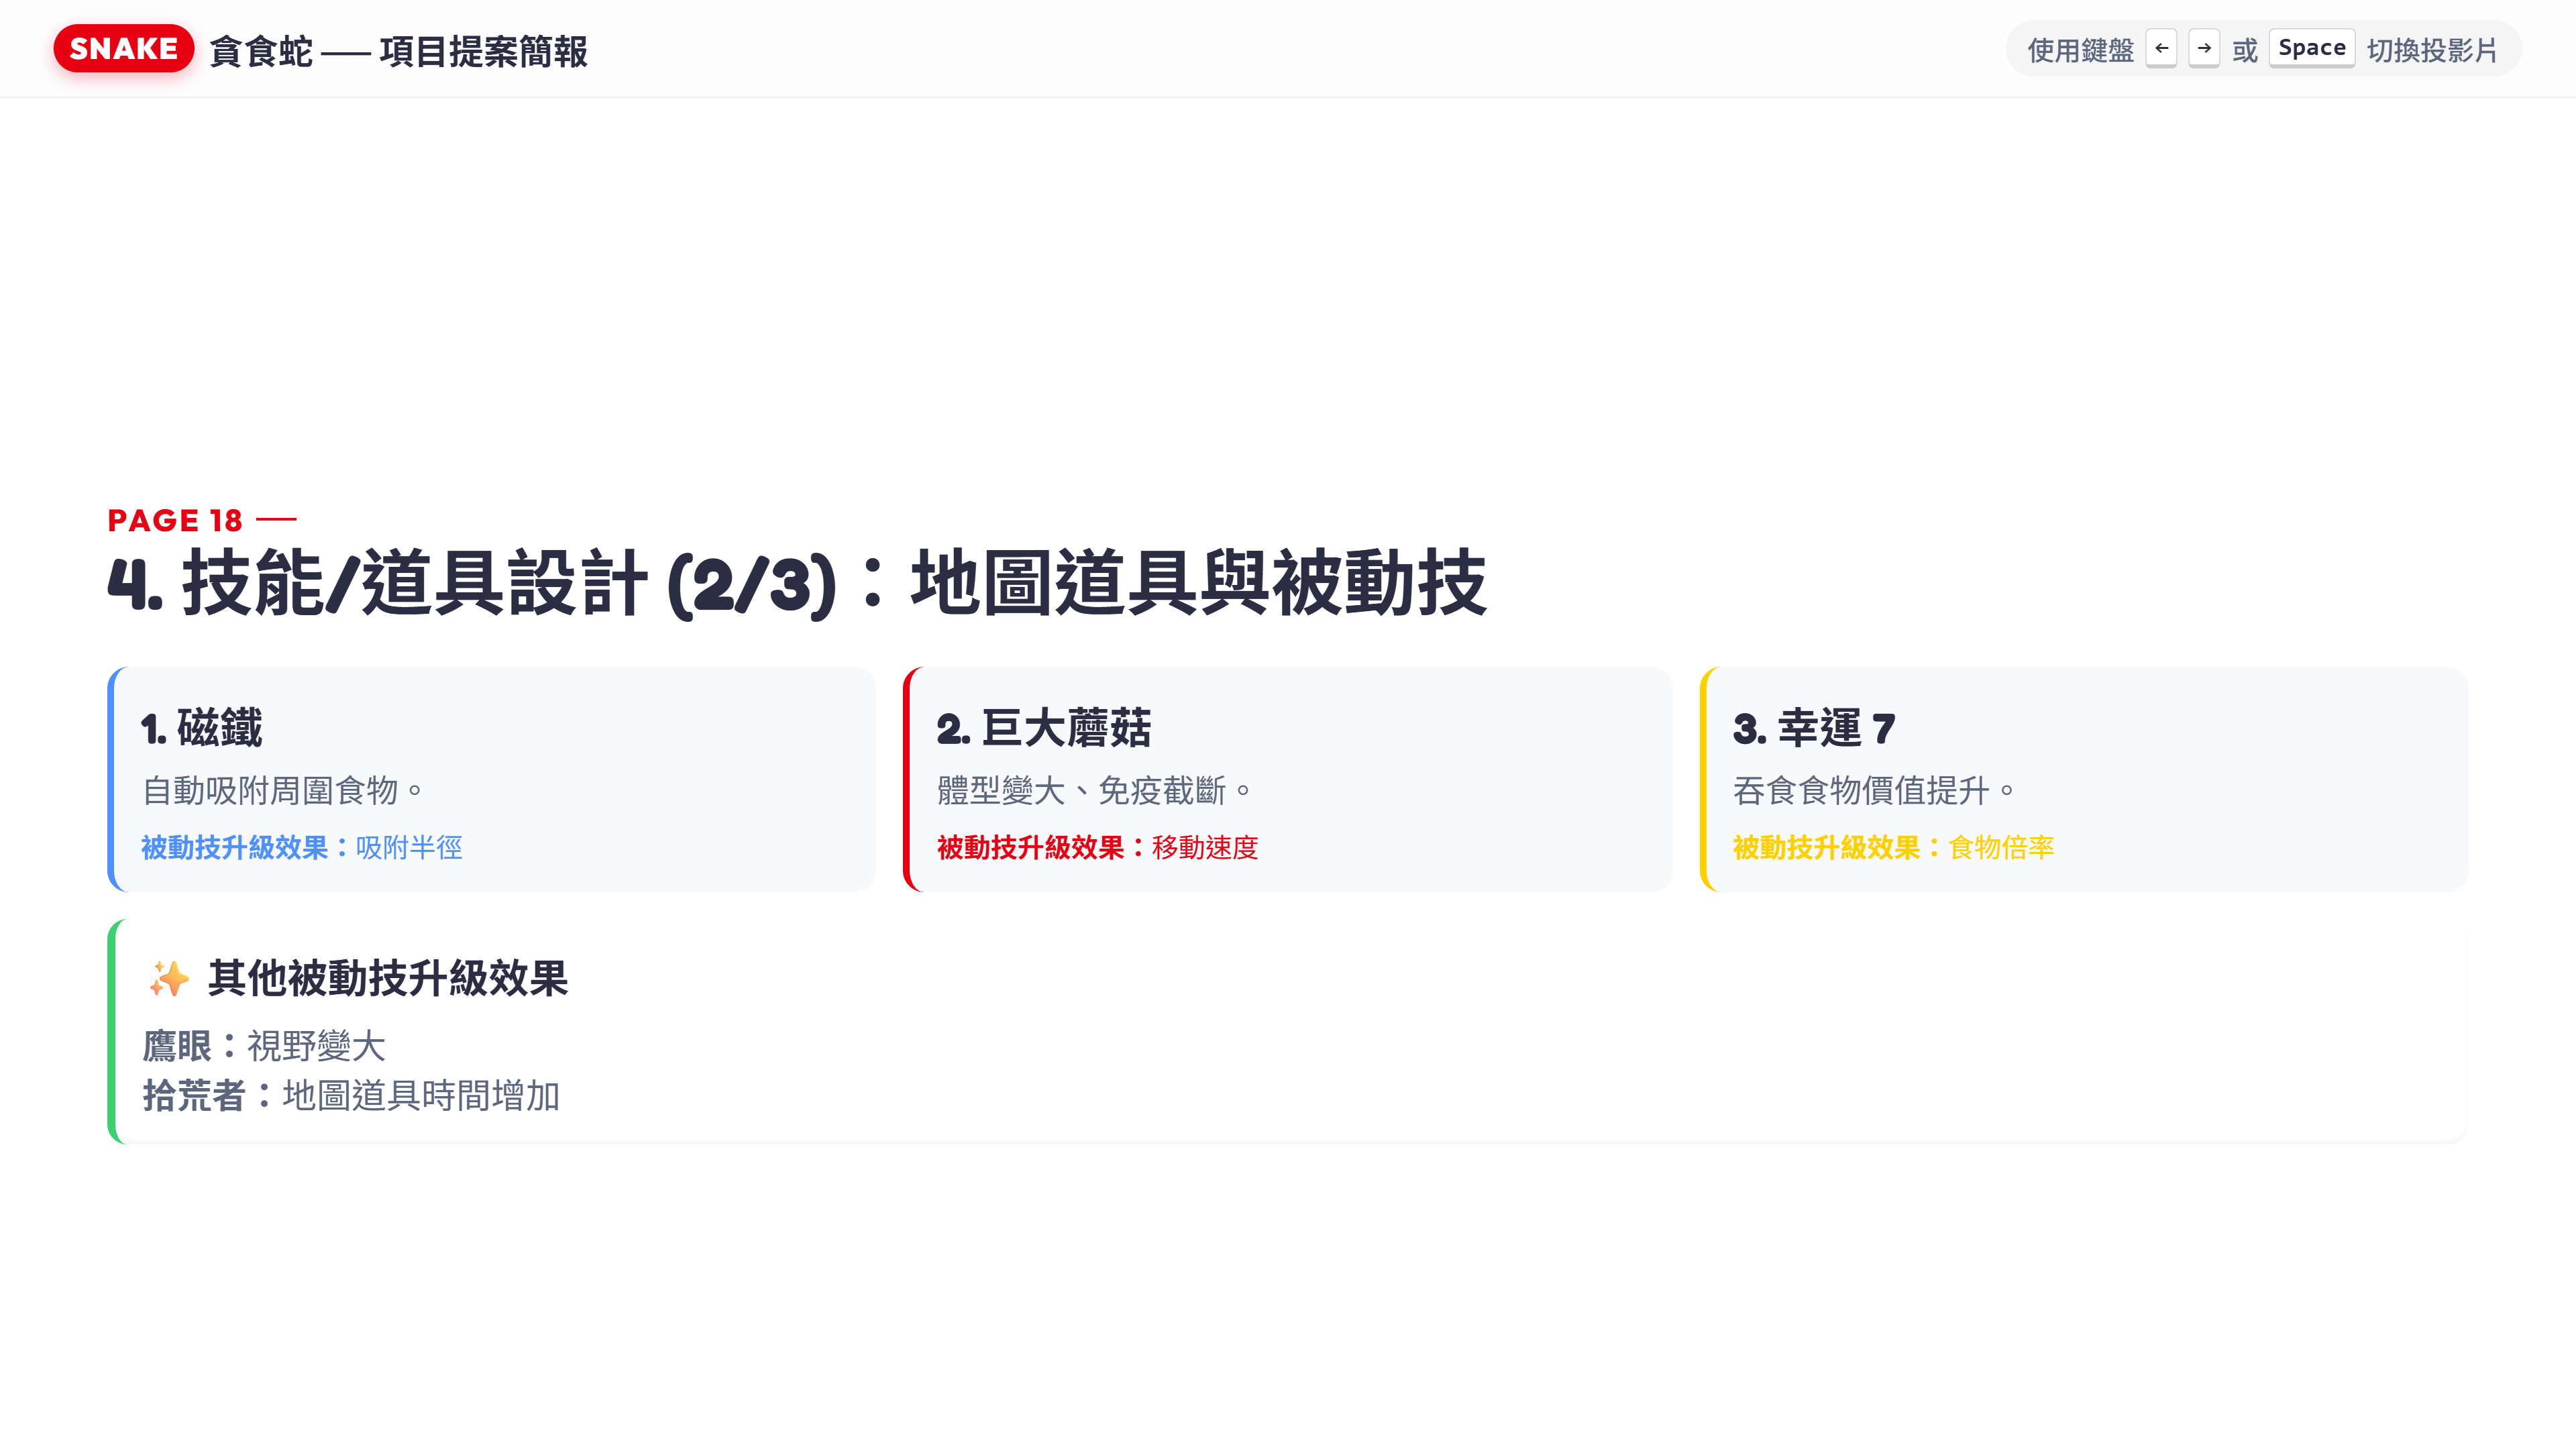 SNAKE 貪食蛇 —— 項目提案簡報
使用鍵盤 ← → 或 Space 切換投影片
PAGE 18 —
4. 技能/道具設計 (2/3)：地圖道具與被動技
1. 磁鐵
自動吸附周圍食物。
被動技升級效果：吸附半徑
2. 巨大蘑菇
體型變大、免疫截斷。
被動技升級效果：移動速度
3. 幸運 7
吞食食物價值提升。
被動技升級效果：食物倍率
✨ 其他被動技升級效果
鷹眼：視野變大
拾荒者：地圖道具時間增加